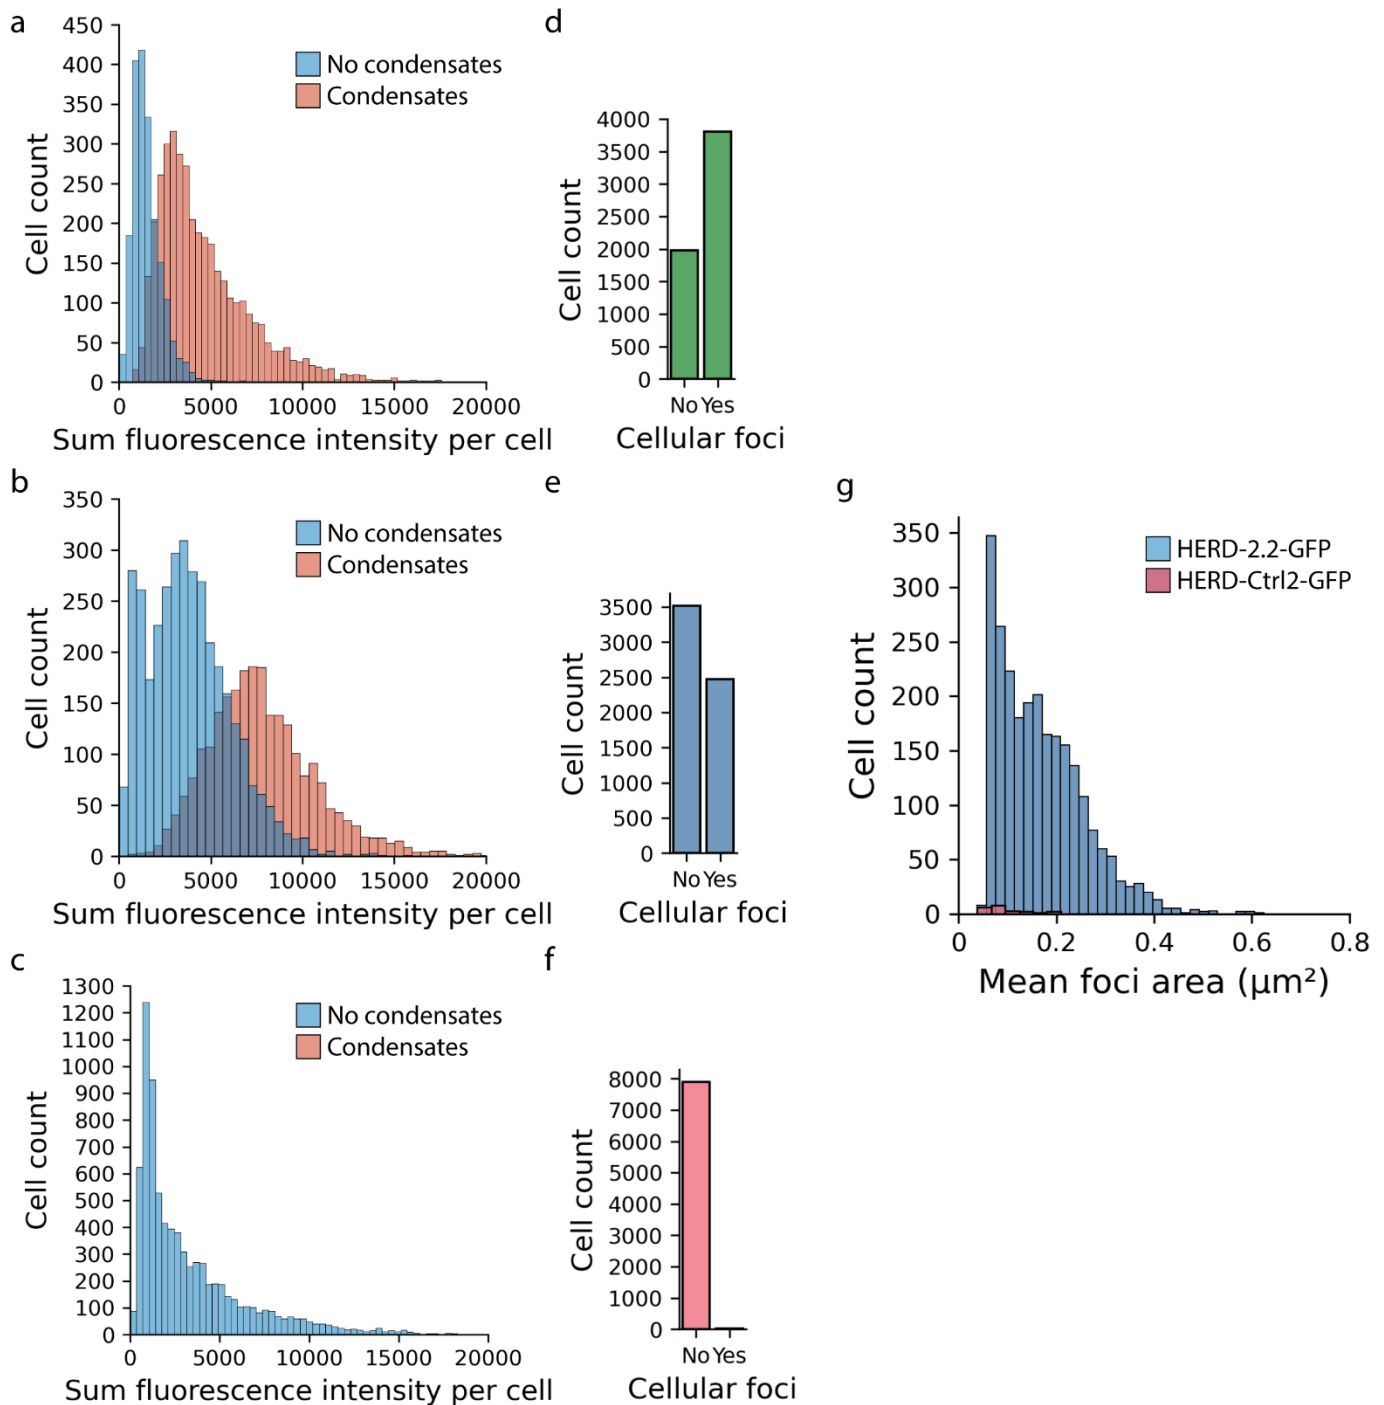 a
450
400
350
300
250
200
150
100
50
0
Cell count
No condensates
Condensates
0 5000 10000 15000 20000
Sum fluorescence intensity per cell
d
4000
3500
3000
2500
2000
1500
1000
500
0
Cell count
No Yes
Cellular foci
b
350
300
250
200
150
100
50
0
Cell count
No condensates
Condensates
0 5000 10000 15000 20000
Sum fluorescence intensity per cell
e
3500
3000
2500
2000
1500
1000
500
0
Cell count
No Yes
Cellular foci
g
350
300
250
200
150
100
50
0
Cell count
HERD-2.2-GFP
HERD-Ctrl2-GFP
0 0.2 0.4 0.6 0.8
Mean foci area (μm²)
c
1300
1200
1100
1000
900
800
700
600
500
400
300
200
100
0
Cell count
No condensates
Condensates
0 5000 10000 15000 20000
Sum fluorescence intensity per cell
f
8000
7000
6000
5000
4000
3000
2000
1000
0
Cell count
No Yes
Cellular foci